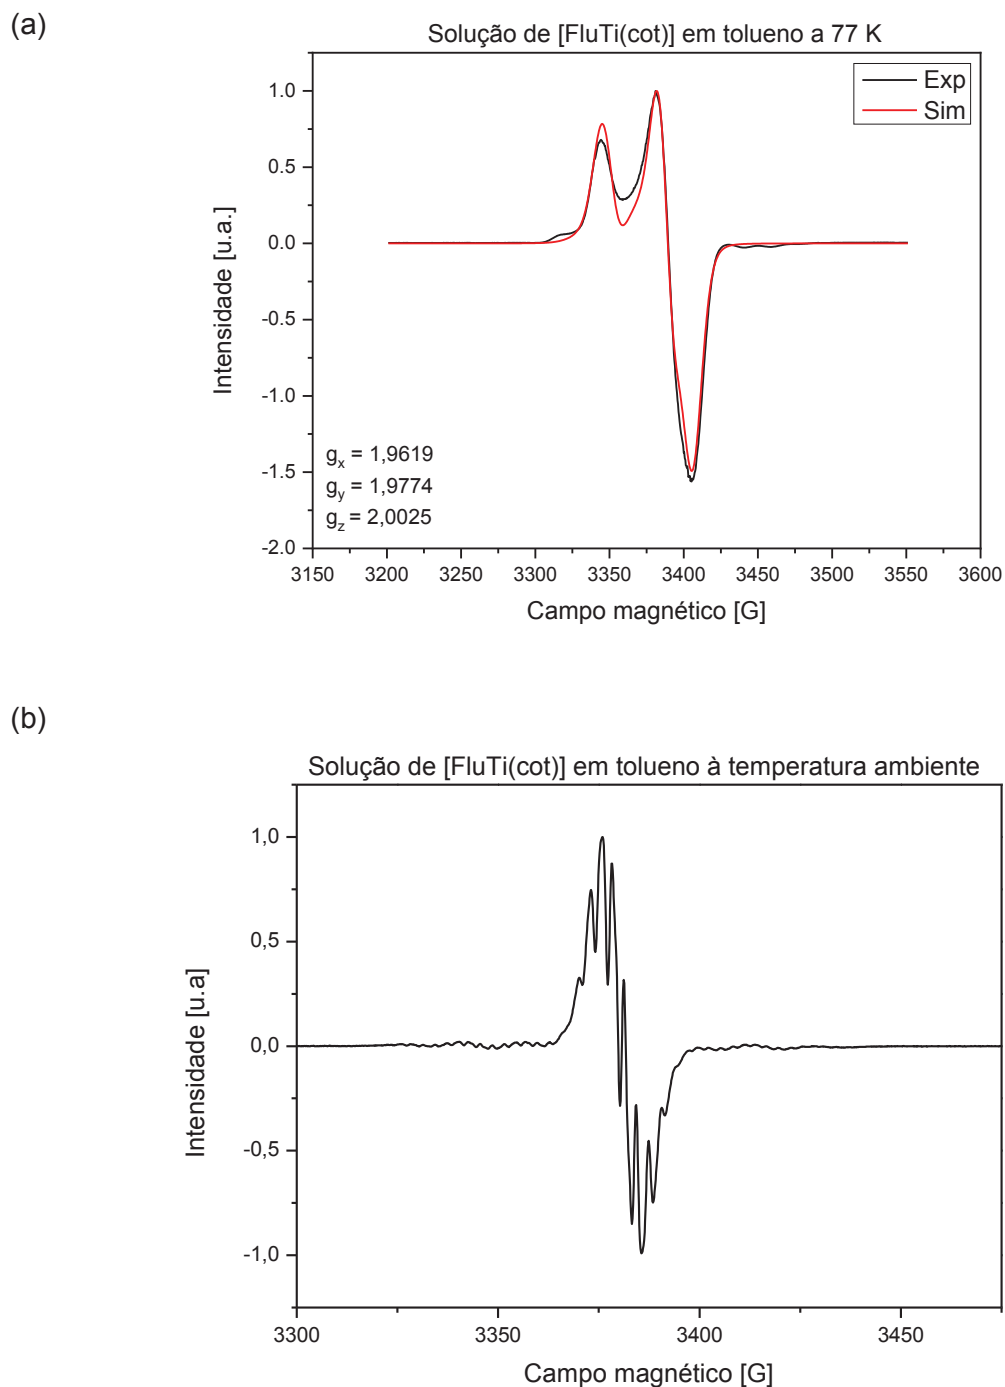 (a)
Solução de [FluTi(cot)] em tolueno a 77 K
Exp
Sim
1.0
0.5
0.0
-0.5
-1.0
-1.5
-2.0
Intensidade [u.a.]
g_x = 1,9619
g_y = 1,9774
g_z = 2,0025
3150 3200 3250 3300 3350 3400 3450 3500 3550 3600
Campo magnético [G]
(b)
Solução de [FluTi(cot)] em tolueno à temperatura ambiente
1,0
0,5
0,0
-0,5
-1,0
Intensidade [u.a]
3300 3350 3400 3450
Campo magnético [G]